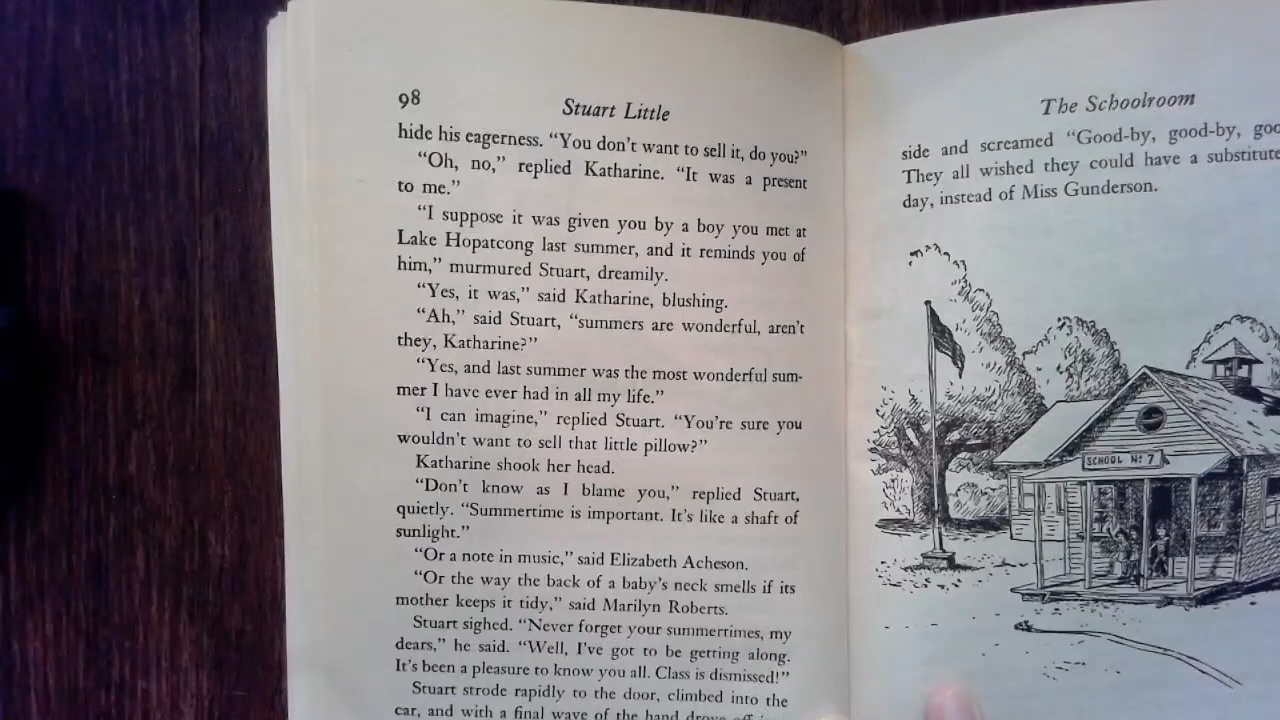 98
Stuart Little
hide his eagerness. “You don’t want to sell it, do you?”
“Oh, no,” replied Katharine. “It was a present
to me.”
“I suppose it was given you by a boy you met at
Lake Hopatcong last summer, and it reminds you of
him,” murmured Stuart, dreamily.
“Yes, it was,” said Katharine, blushing.
“Ah,” said Stuart, “summers are wonderful, aren’t
they, Katharine?”
“Yes, and last summer was the most wonderful sum-
mer I have ever had in all my life.”
“I can imagine,” replied Stuart. “You’re sure you
wouldn’t want to sell that little pillow?”
Katharine shook her head.
“Don’t know as I blame you,” replied Stuart,
quietly. “Summertime is important. It’s like a shaft of
sunlight.”
“Or a note in music,” said Elizabeth Acheson.
“Or the way the back of a baby’s neck smells if its
mother keeps it tidy,” said Marilyn Roberts.
Stuart sighed. “Never forget your summertimes, my
dears,” he said. “Well, I’ve got to be getting along.
It’s been a pleasure to know you all. Class is dismissed!”
Stuart strode rapidly to the door, climbed into the
car, and with a final wave of the hand drove off
The Schoolroom
side and screamed “Good-by, good-by,
They all wished they could have a substitute
day, instead of Miss Gunderson.
SCHOOL No 7